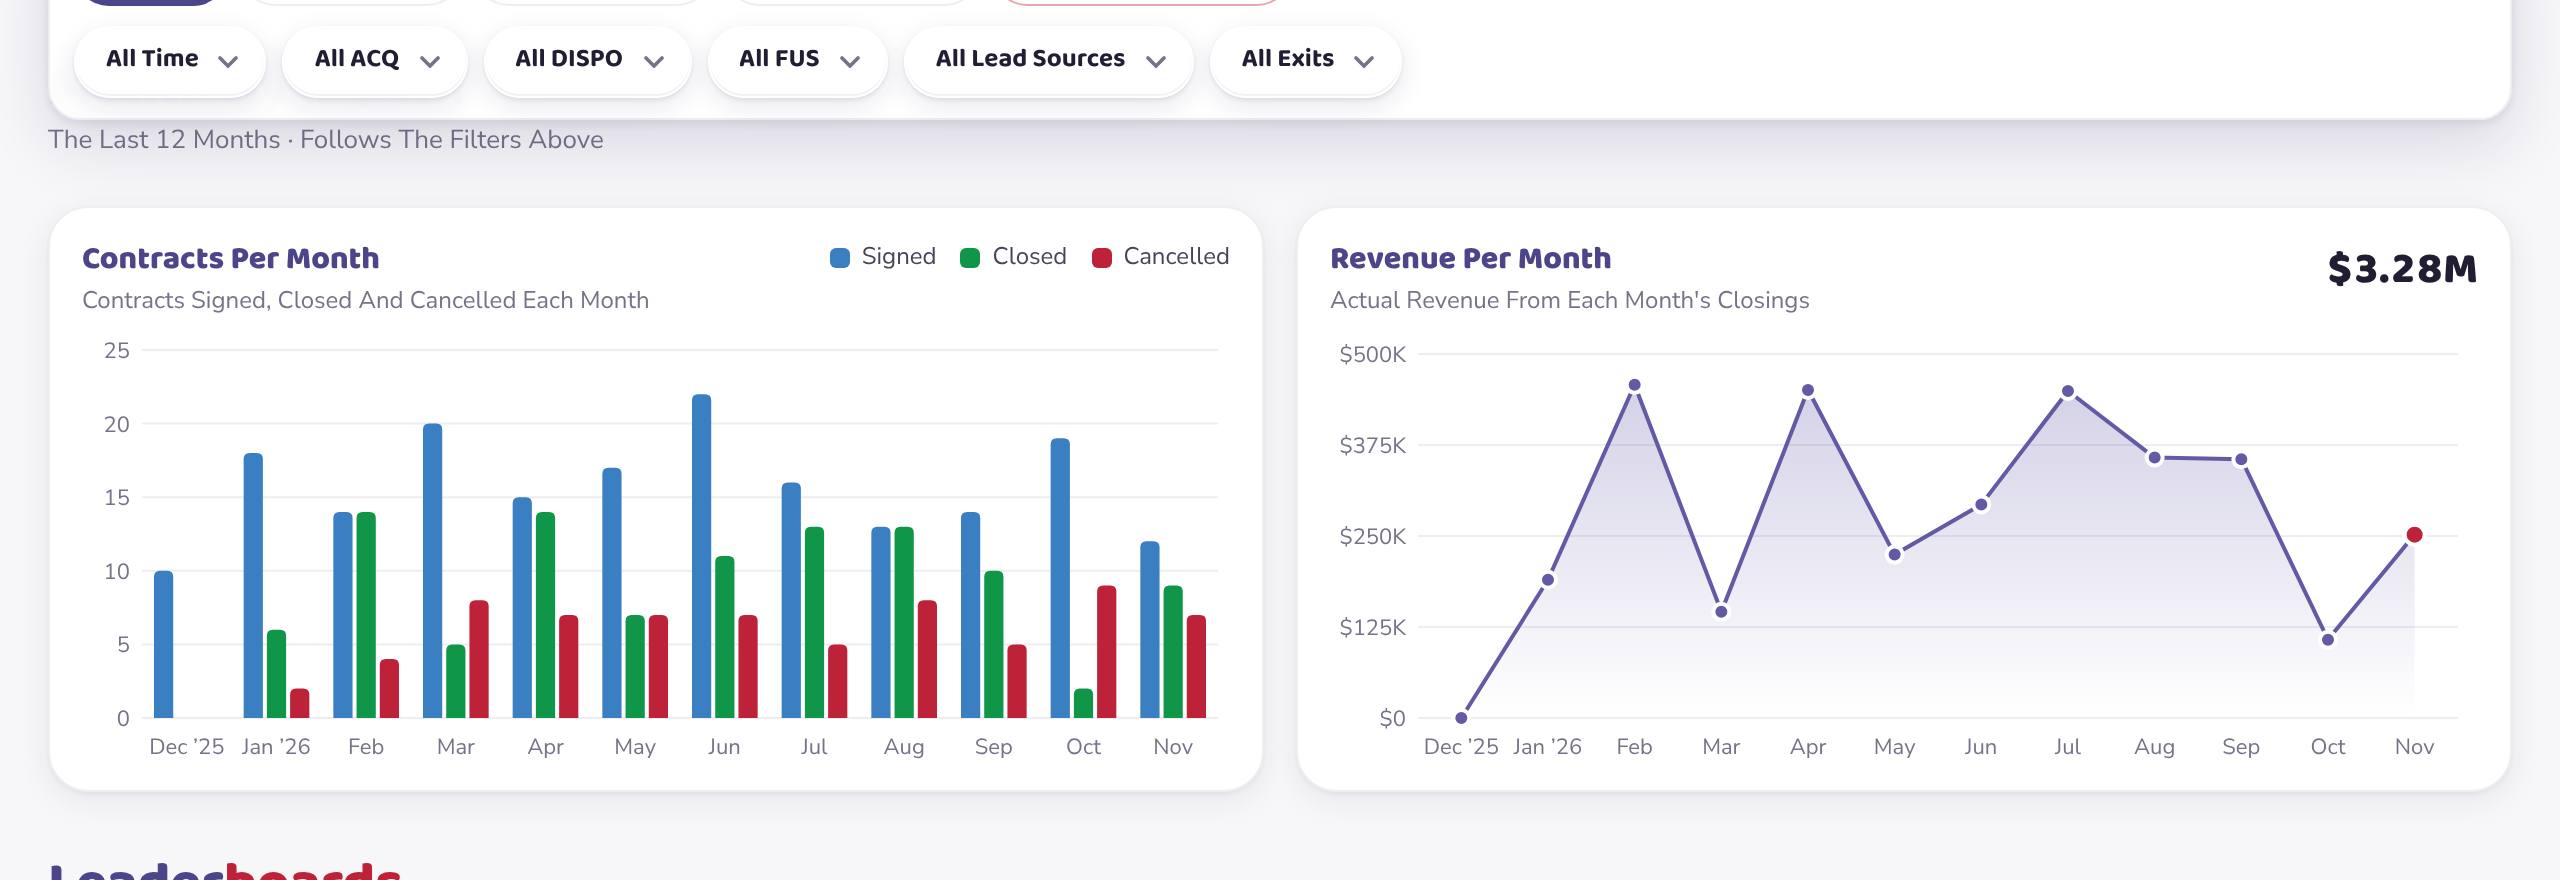 All Time All ACQ All DISPO All FUS All Lead Sources All Exits
The Last 12 Months · Follows The Filters Above
Contracts Per Month
Signed Closed Cancelled
Contracts Signed, Closed And Cancelled Each Month
25
20
15
10
5
0
Dec ’25 Jan ’26 Feb Mar Apr May Jun Jul Aug Sep Oct Nov
Revenue Per Month
$3.28M
Actual Revenue From Each Month's Closings
$500K
$375K
$250K
$125K
$0
Dec ’25 Jan ’26 Feb Mar Apr May Jun Jul Aug Sep Oct Nov
Leaderboards